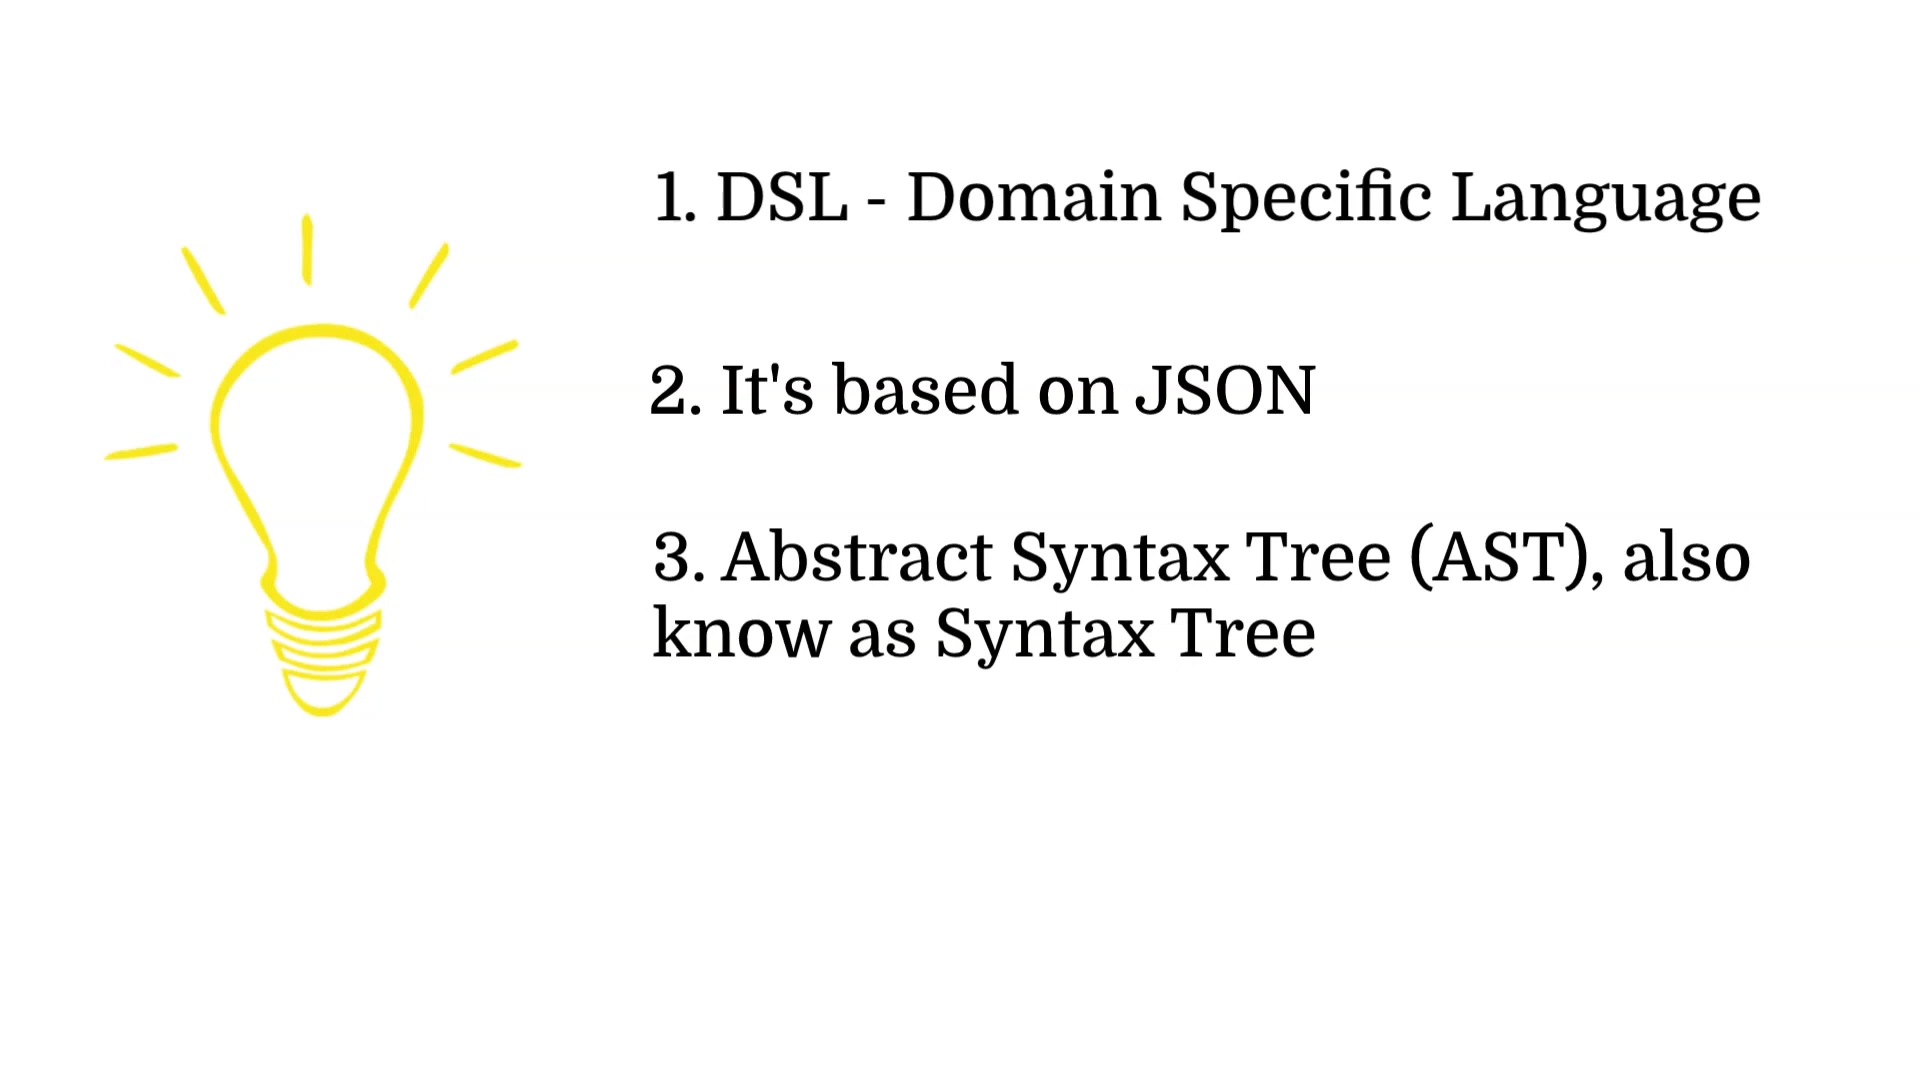 1. DSL - Domain Specific Language
2. It's based on JSON
3. Abstract Syntax Tree (AST), also
know as Syntax Tree